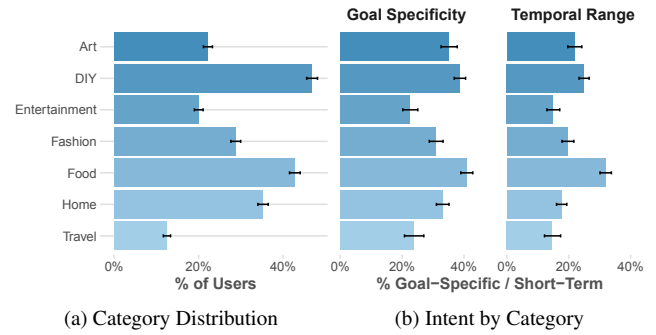 Goal Specificity
Temporal Range
Art
DIY
Entertainment
Fashion
Food
Home
Travel
0% 20% 40%
0% 20% 40%
0% 20% 40%
% of Users
% Goal−Specific / Short−Term
(a) Category Distribution
(b) Intent by Category